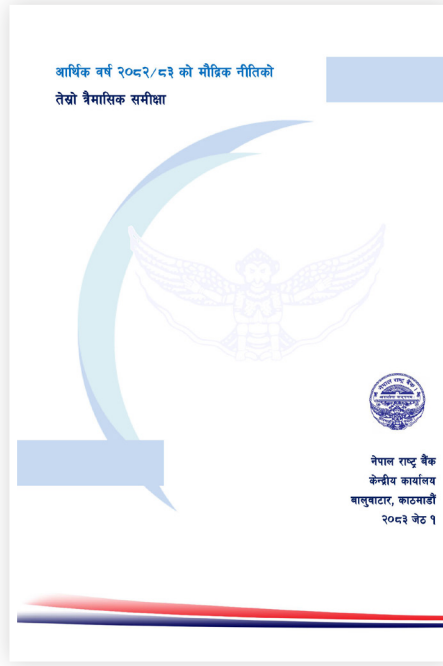 आर्थिक वर्ष २०८२/८३ को मौद्रिक नीतिको
तेस्रो त्रैमासिक समीक्षा
नेपाल राष्ट्र बैंक
नेपाल राष्ट्र बैंक
केन्द्रीय कार्यालय
बालुवाटार, काठमाडौं
२०८३ जेठ १